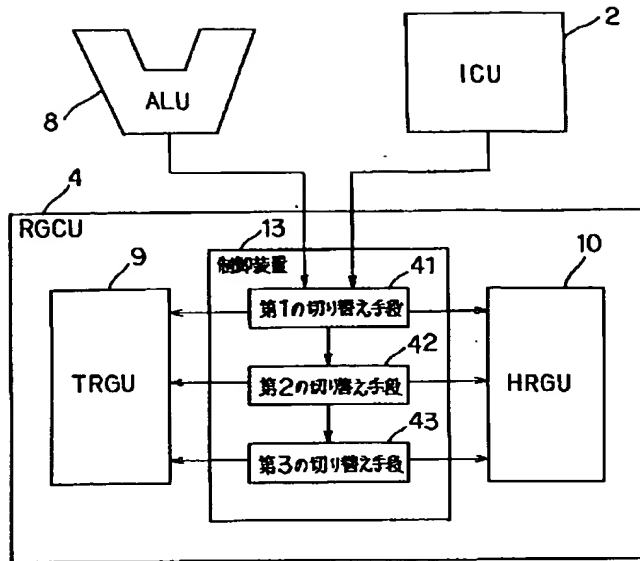 2
ALU
ICU
8
4
RGCU
13
制御装置
9
10
41
第1の切り替え手段
42
TRGU
第2の切り替え手段
HRGU
43
第3の切り替え手段